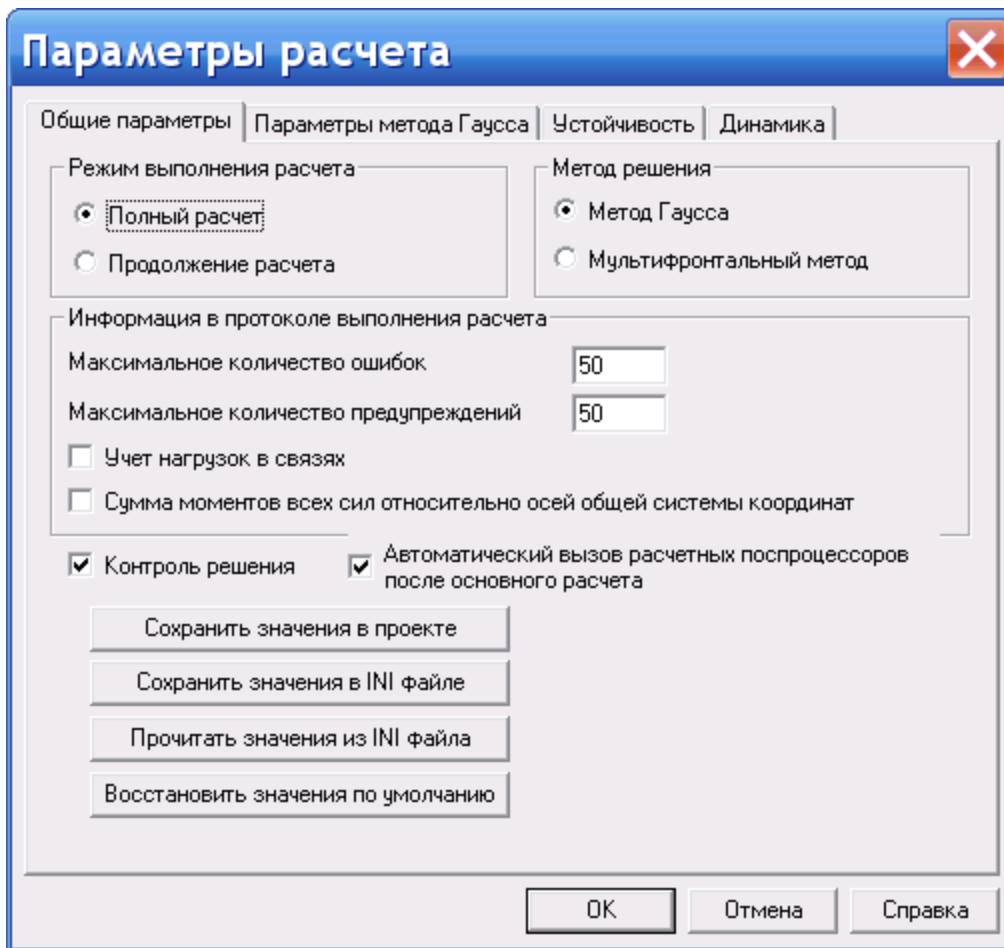 Параметры расчета
Общие параметры
Параметры метода Гаусса
Устойчивость
Динамика
Режим выполнения расчета
Полный расчет
Продолжение расчета
Метод решения
Метод Гаусса
Мультифронтальный метод
Информация в протоколе выполнения расчета
Максимальное количество ошибок
50
Максимальное количество предупреждений
50
Учет нагрузок в связях
Сумма моментов всех сил относительно осей общей системы координат
Контроль решения
Автоматический вызов расчетных поспроцессоров
после основного расчета
Сохранить значения в проекте
Сохранить значения в INI файле
Прочитать значения из INI файла
Восстановить значения по умолчанию
OK
Отмена
Справка